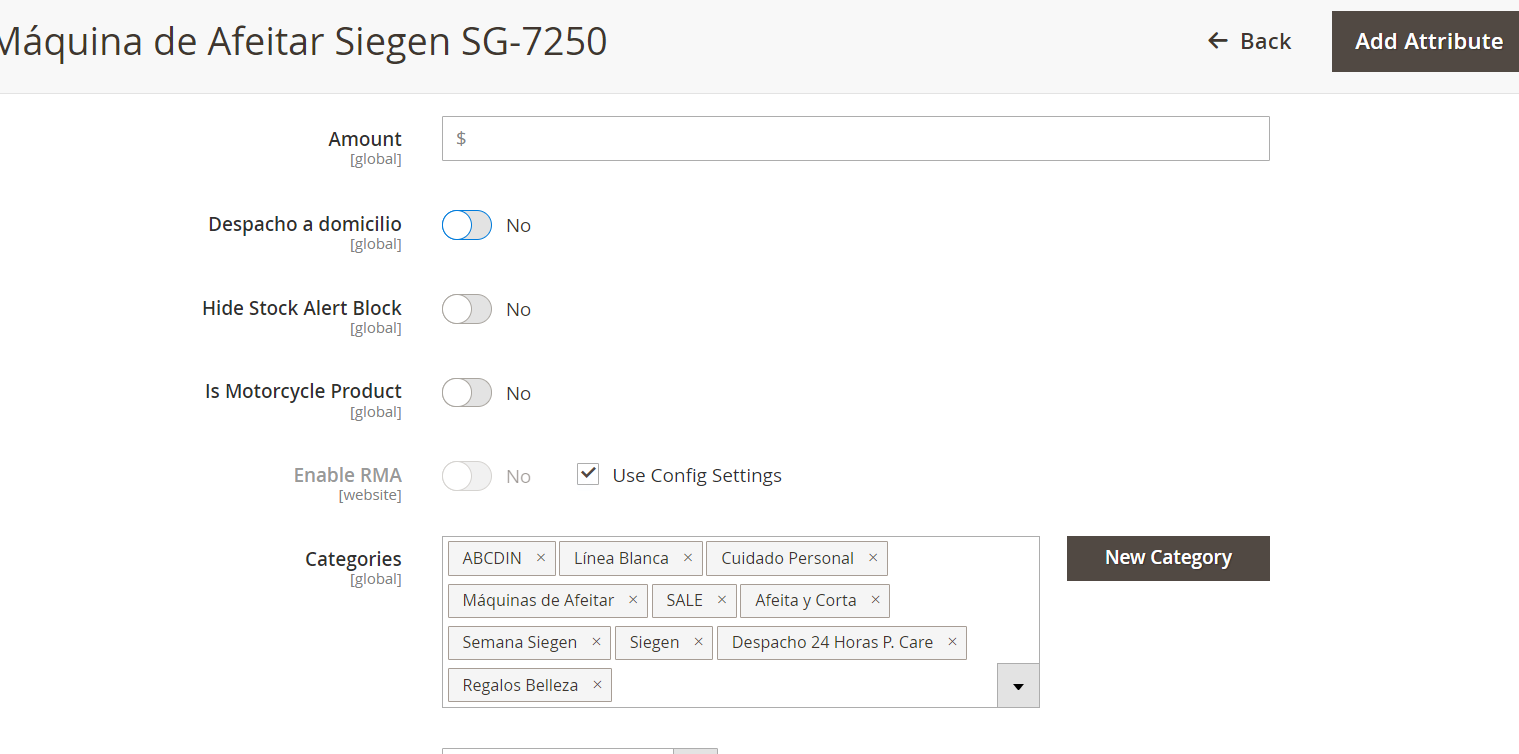 Máquina de Afeitar Siegen SG-7250
Back
Add Attribute
Amount
[global]
$
Despacho a domicilio
[global]
No
Hide Stock Alert Block
[global]
No
Is Motorcycle Product
[global]
No
Enable RMA
[website]
No
Use Config Settings
Categories
[global]
ABCDIN × Línea Blanca × Cuidado Personal ×
Máquinas de Afeitar × SALE × Afeita y Corta ×
Semana Siegen × Siegen × Despacho 24 Horas P. Care ×
Regalos Belleza ×
New Category